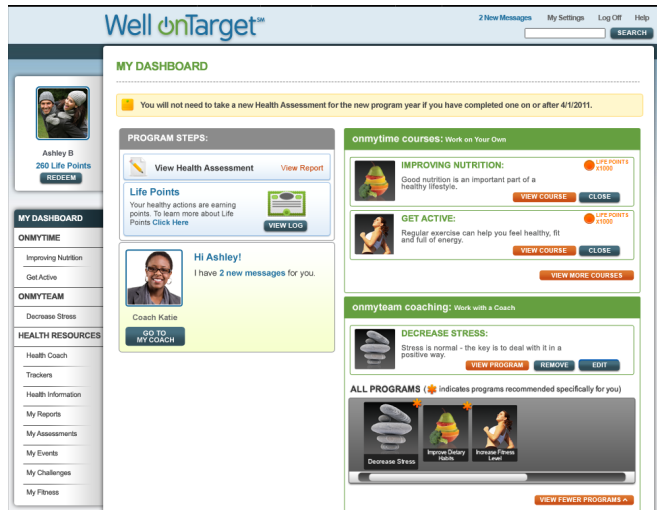 Well onTarget℠
2 New Messages My Settings Log Off Help
SEARCH
MY DASHBOARD
You will not need to take a new Health Assessment for the new program year if you have completed one on or after 4/1/2011.
Ashley B
260 Life Points
REDEEM
MY DASHBOARD
ONMYTIME
Improving Nutrition
Get Active
ONMYTEAM
Decrease Stress
HEALTH RESOURCES
Health Coach
Trackers
Health Information
My Reports
My Assessments
My Events
My Challenges
My Fitness
PROGRAM STEPS:
View Health Assessment View Report
Life Points
Your healthy actions are earning
points. To learn more about Life
Points Click Here
VIEW LOG
Hi Ashley!
I have 2 new messages for you.
Coach Katie
GO TO
MY COACH
onmytime courses: Work on Your Own
IMPROVING NUTRITION:
LIFE POINTS
x1000
Good nutrition is an important part of a
healthy lifestyle.
VIEW COURSE CLOSE
GET ACTIVE:
LIFE POINTS
x1000
Regular exercise can help you feel healthy, fit
and full of energy.
VIEW COURSE CLOSE
VIEW MORE COURSES
onmyteam coaching: Work with a Coach
DECREASE STRESS:
Stress is normal - the key is to deal with it in a
positive way.
VIEW PROGRAM REMOVE EDIT
ALL PROGRAMS ( indicates programs recommended specifically for you)
Decrease Stress
Improve Dietary
Habits
Increase Fitness
Level
VIEW FEWER PROGRAMS